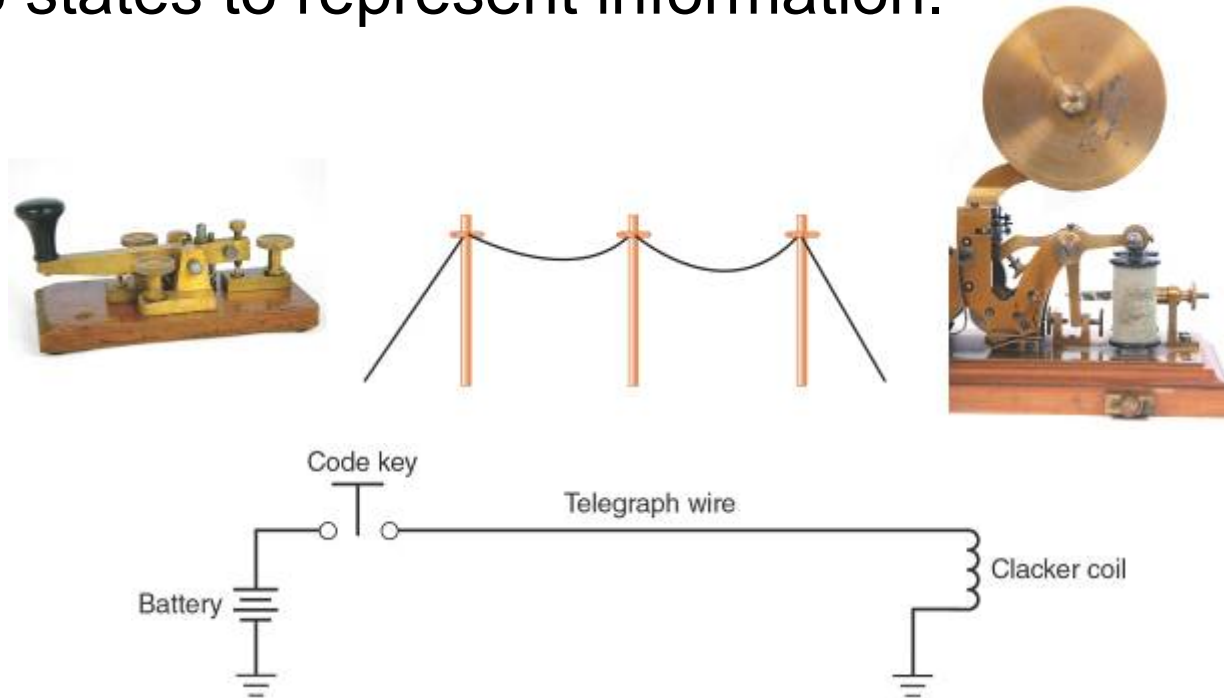 states to represent information.
Code key
Telegraph wire
Clacker coil
Battery